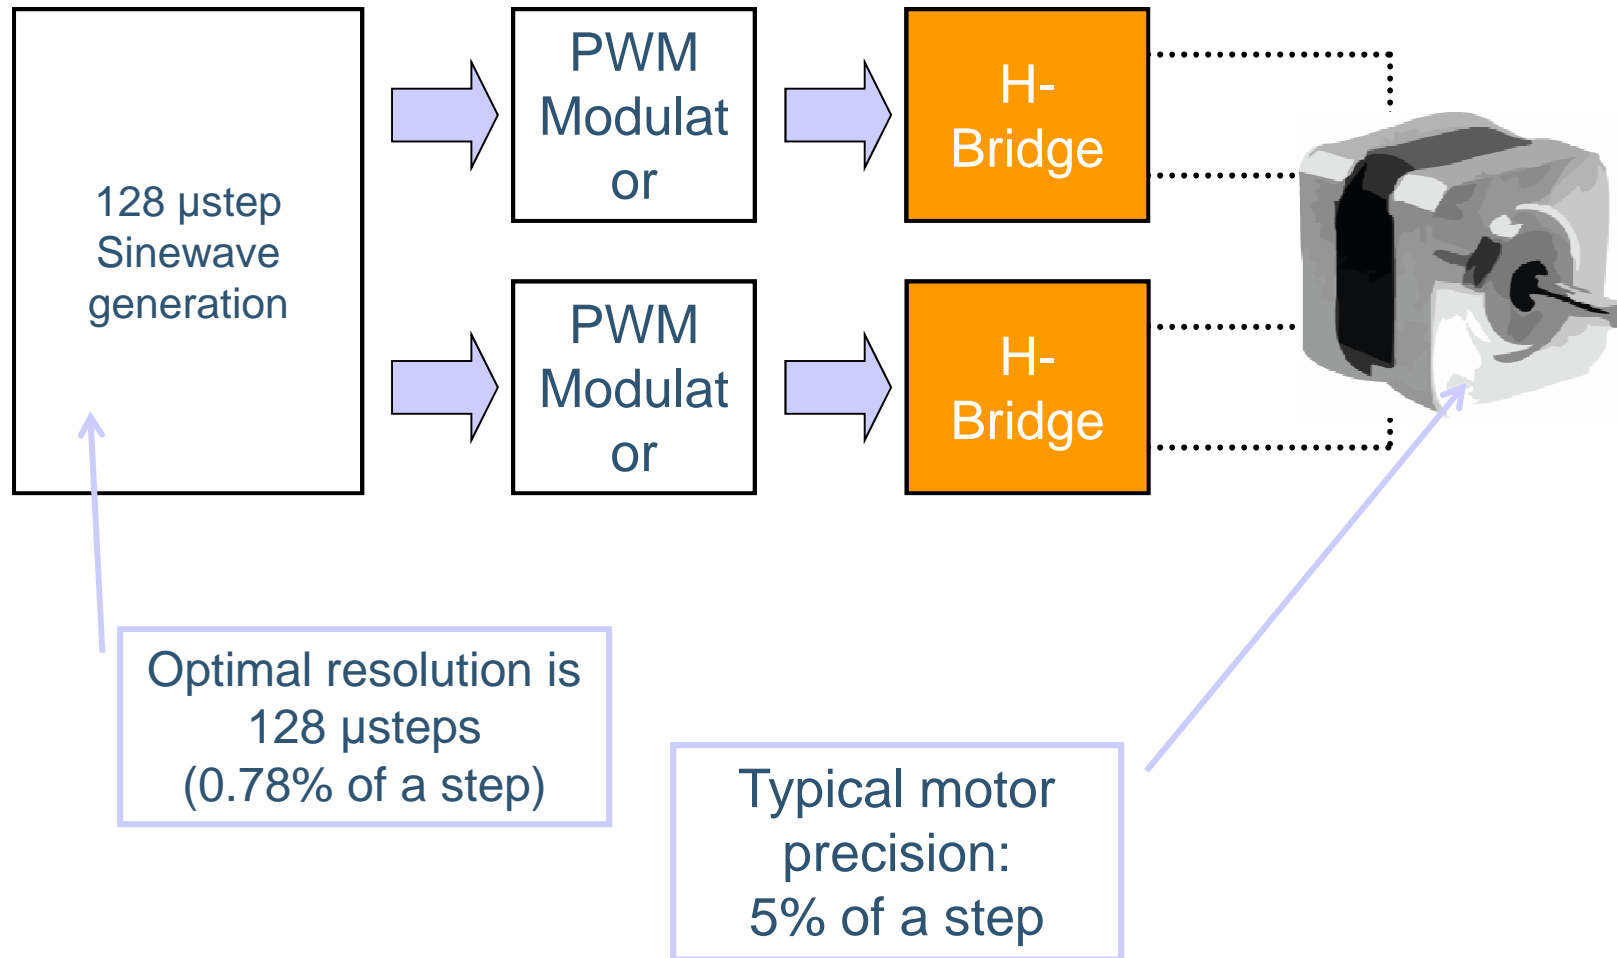 128 µstep
Sinewave
generation
PWM
Modulat
or
H-
Bridge
PWM
Modulat
or
H-
Bridge
Optimal resolution is
128 µsteps
(0.78% of a step)
Typical motor
precision:
5% of a step